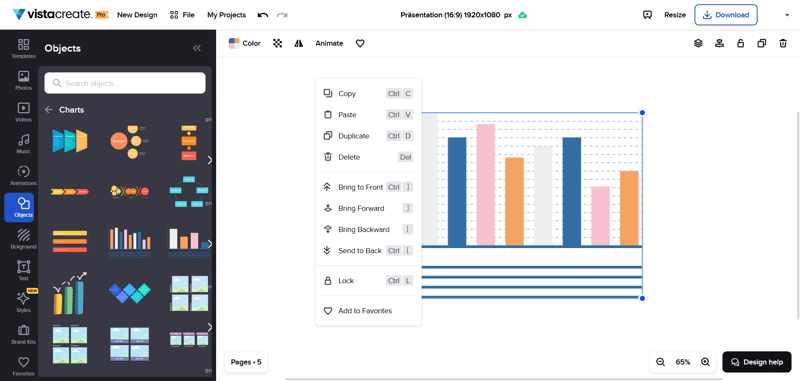 vistacreate. Pro New Design File My Projects Präsentation (16:9) 1920x1080 px Resize Download
Templates
Photos
Videos
Music
Animations
Objects
Background
Text
Styles
NEW
Brand Kits
Favorites
Objects
Search objects...
Charts
Color Animate
Copy Ctrl C
Paste Ctrl V
Duplicate Ctrl D
Delete Del
Bring to Front Ctrl ]
Bring Forward ]
Bring Backward [
Send to Back Ctrl [
Lock Ctrl L
Add to Favorites
Pages • 5
65%
Design help